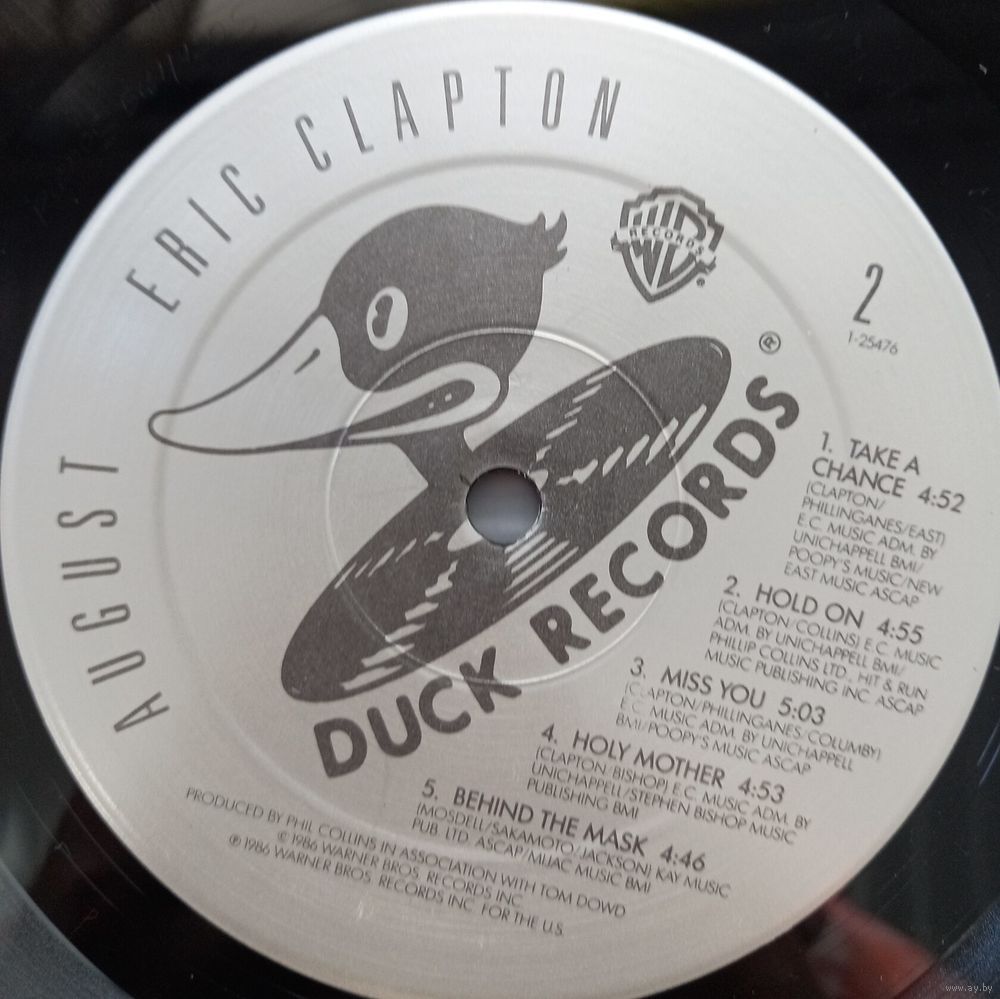 AUGUST ERIC CLAPTON
W B
RECORDS
®
2
1-25476
®
DUCK RECORDS
1. TAKE A
CHANCE 4:52
(CLAPTON/
PHILLINGANES/EAST)
E.C. MUSIC ADM. BY
UNICHAPPELL BMI/
POOPY'S MUSIC/NEW
EAST MUSIC ASCAP
2. HOLD ON 4:55
(CLAPTON/COLLINS) E.C. MUSIC
ADM. BY UNICHAPPELL BMI/
PHILLIP COLLINS LTD., HIT & RUN
MUSIC PUBLISHING INC. ASCAP
3. MISS YOU 5:03
(CLAPTON/PHILLINGANES/COLUMBY)
E.C. MUSIC ADM. BY UNICHAPPELL
BMI/POOPY'S MUSIC ASCAP
4. HOLY MOTHER 4:53
(CLAPTON/BISHOP) E.C. MUSIC ADM. BY
UNICHAPPELL/STEPHEN BISHOP MUSIC
PUBLISHING BMI
5. BEHIND THE MASK 4:46
(MOSDELL/SAKAMOTO/JACKSON) KAY MUSIC
PUB. LTD. ASCAP/MIJAC MUSIC BMI
PRODUCED BY PHIL COLLINS IN ASSOCIATION WITH TOM DOWD
© 1986 WARNER BROS. RECORDS INC.
℗ 1986 WARNER BROS. RECORDS INC. FOR THE U.S.
www.ay.by